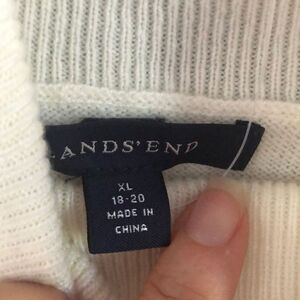 LANDS' END
XL
18-20
MADE IN
CHINA